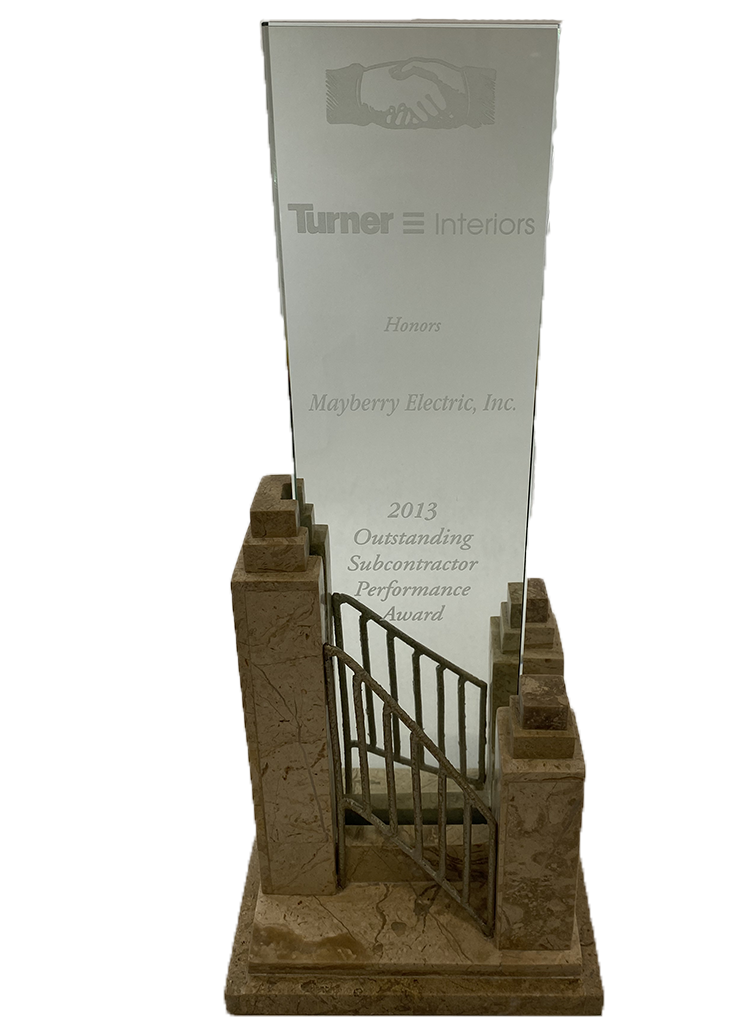 Turner Interiors
Honors
Mayberry Electric, Inc.
2013
Outstanding
Subcontractor
Performance
Award